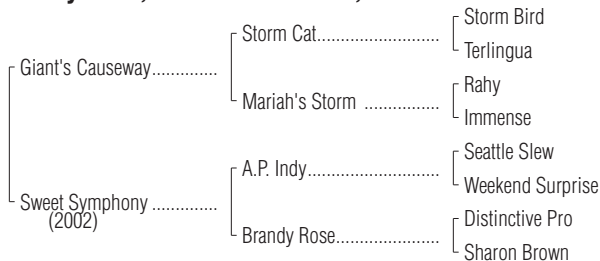 Storm Bird
Storm Cat..................
Terlingua
Giant's Causeway..............
Rahy
Mariah's Storm ................
Immense
Seattle Slew
A.P. Indy............................
Weekend Surprise
Sweet Symphony ..............
(2002)
Distinctive Pro
Brandy Rose......................
Sharon Brown